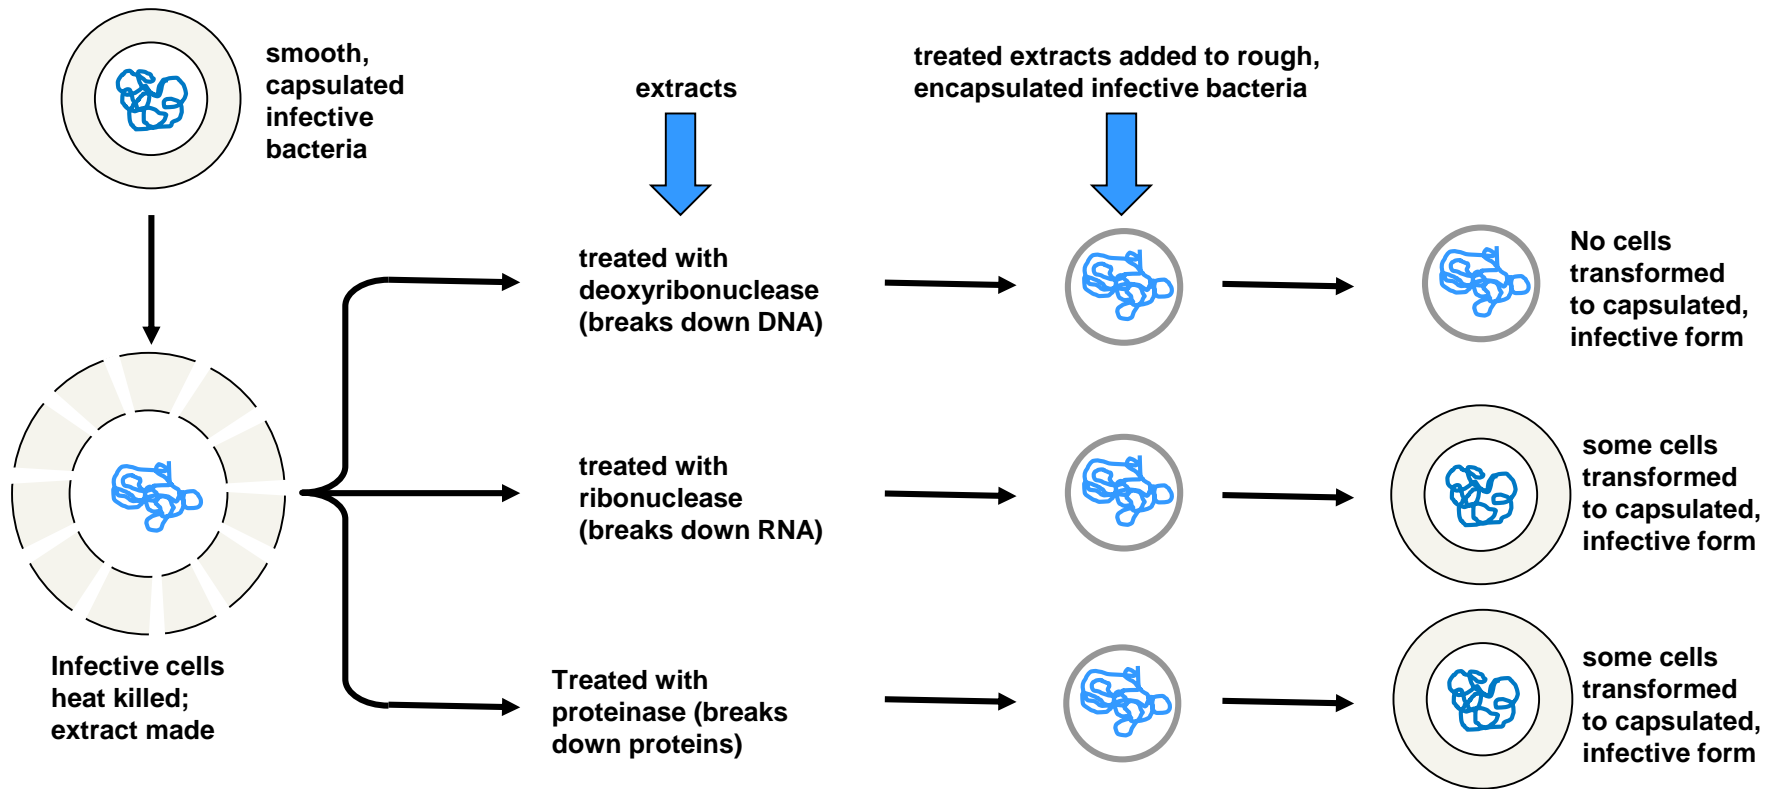 smooth,
capsulated
infective
bacteria
extracts
treated extracts added to rough,
encapsulated infective bacteria
treated with
deoxyribonuclease
(breaks down DNA)
No cells
transformed
to capsulated,
infective form
treated with
ribonuclease
(breaks down RNA)
some cells
transformed
to capsulated,
infective form
Infective cells
heat killed;
extract made
Treated with
proteinase (breaks
down proteins)
some cells
transformed
to capsulated,
infective form